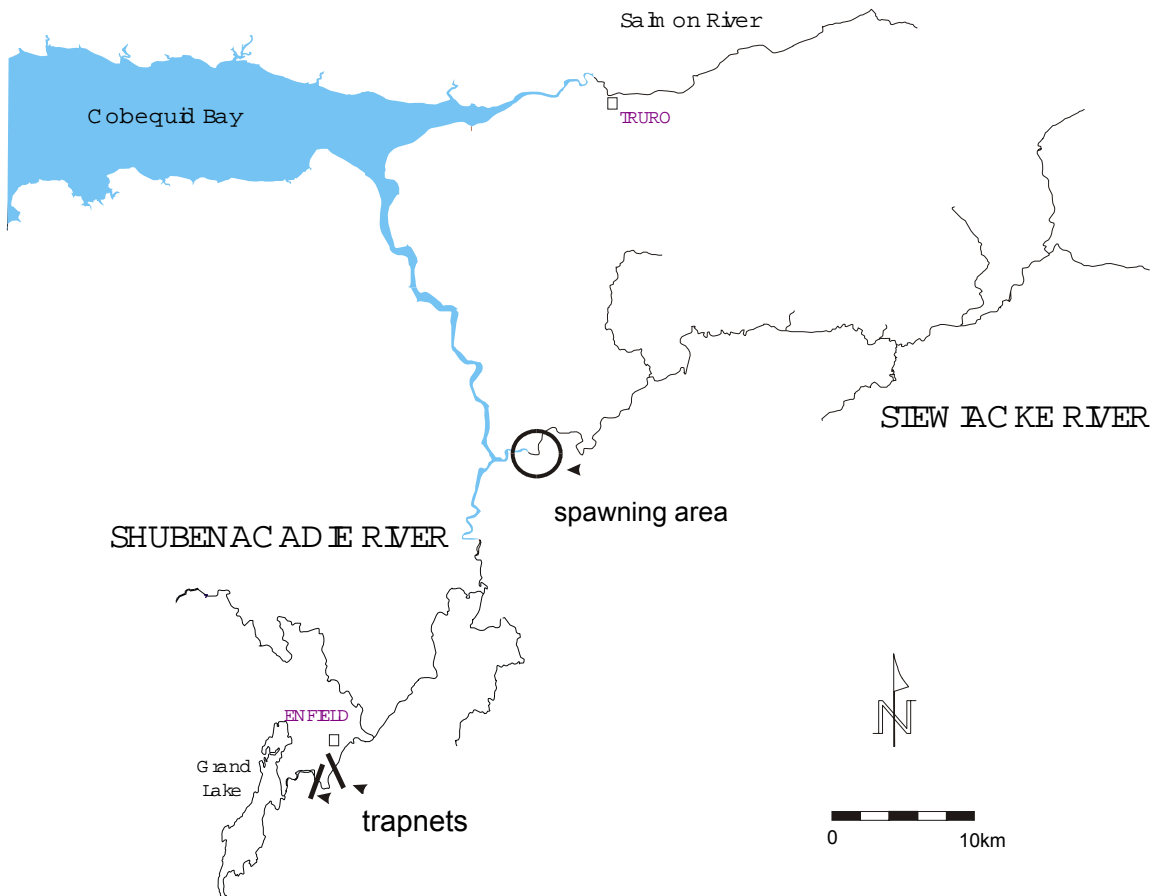 Salmon River
Cobequid Bay
TRURO
STEWIACKE RIVER
spawning area
SHUBENACADIE RIVER
ENFIELD
Grand
Lake
trapnets
N
0 10km